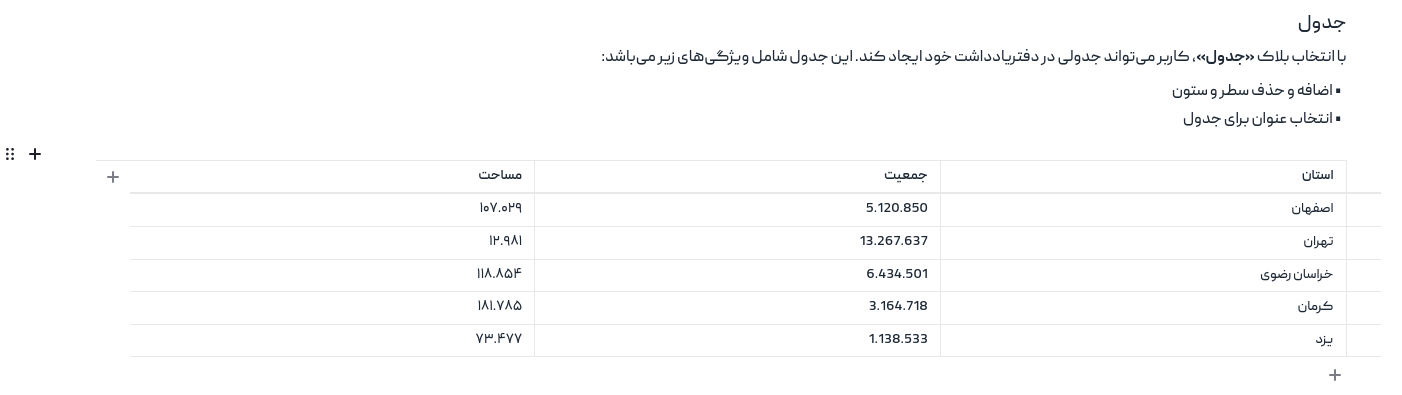 جدول
با انتخاب بلاک «جدول»، کاربر می‌تواند جدولی در دفتریادداشت خود ایجاد کند. این جدول شامل ویژگی‌های زیر می‌باشد:
▪ اضافه و حذف سطر و ستون
▪ انتخاب عنوان برای جدول
استان جمعیت مساحت
اصفهان 5.120.850 ۱۰۷.۰۲۹
تهران 13.267.637 ۱۲.۹۸۱
خراسان رضوی 6.434.501 ۱۱۸.۸۵۴
کرمان 3.164.718 ۱۸۱.۷۸۵
یزد 1.138.533 ۷۳.۴۷۷